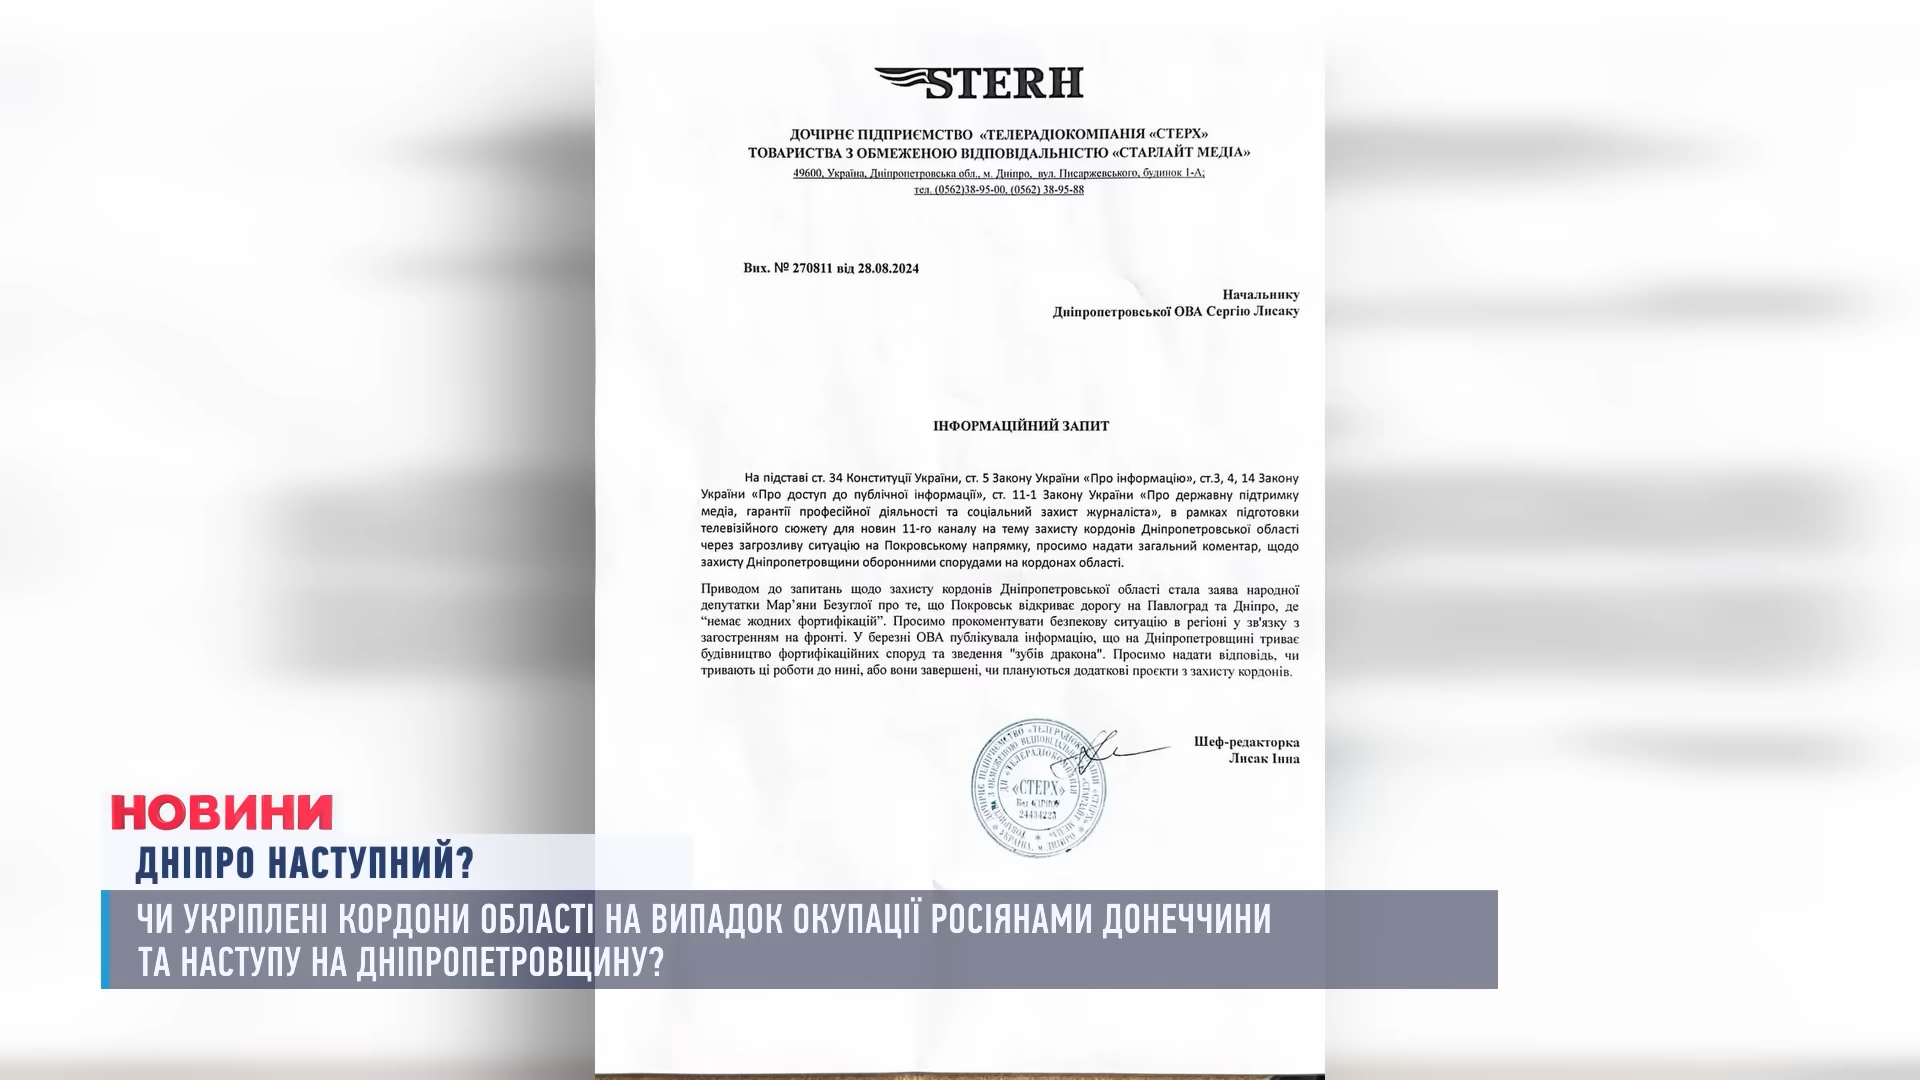 STERH
ДОЧІРНЄ ПІДПРИЄМСТВО «ТЕЛЕРАДІОКОМПАНІЯ «СТЕРХ»
ТОВАРИСТВА З ОБМЕЖЕНОЮ ВІДПОВІДАЛЬНІСТЮ «СТАРЛАЙТ МЕДІА»
49600, Україна, Дніпропетровська обл., м. Дніпро, вул. Писаржевського, будинок 1-А;
тел. (0562)38-95-00, (0562) 38-95-88
Вих. № 270811 від 28.08.2024
Начальнику
Дніпропетровської ОВА Сергію Лисаку
ІНФОРМАЦІЙНИЙ ЗАПИТ
На підставі ст. 34 Конституції України, ст. 5 Закону України «Про інформацію», ст.3, 4, 14 Закону
України «Про доступ до публічної інформації», ст. 11-1 Закону України «Про державну підтримку
медіа, гарантії професійної діяльності та соціальний захист журналіста», в рамках підготовки
телевізійного сюжету для новин 11-го каналу на тему захисту кордонів Дніпропетровської області
через загрозливу ситуацію на Покровському напрямку, просимо надати загальний коментар, щодо
захисту Дніпропетровщини оборонними спорудами на кордонах області.
Приводом до запитань щодо захисту кордонів Дніпропетровської області стала заява народної
депутатки Мар’яни Безуглої про те, що Покровськ відкриває дорогу на Павлоград та Дніпро, де
“немає жодних фортифікацій”. Просимо прокоментувати безпекову ситуацію в регіоні у зв'язку з
загостренням на фронті. У березні ОВА публікувала інформацію, що на Дніпропетровщині триває
будівництво фортифікаційних споруд та зведення "зубів дракона". Просимо надати відповідь, чи
тривають ці роботи до нині, або вони завершені, чи плануються додаткові проєкти з захисту кордонів.
Шеф-редакторка
Лисак Інна
«СТЕРХ»
24434223
НОВИНИ
ДНІПРО НАСТУПНИЙ?
ЧИ УКРІПЛЕНІ КОРДОНИ ОБЛАСТІ НА ВИПАДОК ОКУПАЦІЇ РОСІЯНАМИ ДОНЕЧЧИНИ
ТА НАСТУПУ НА ДНІПРОПЕТРОВЩИНУ?